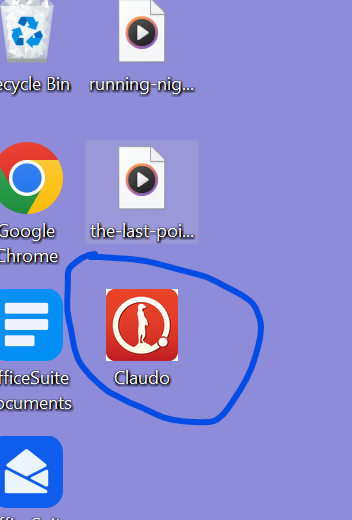 ecycle Bin
running-nig...
Google
Chrome
the-last-poi...
fficeSuite
ocuments
Claudo